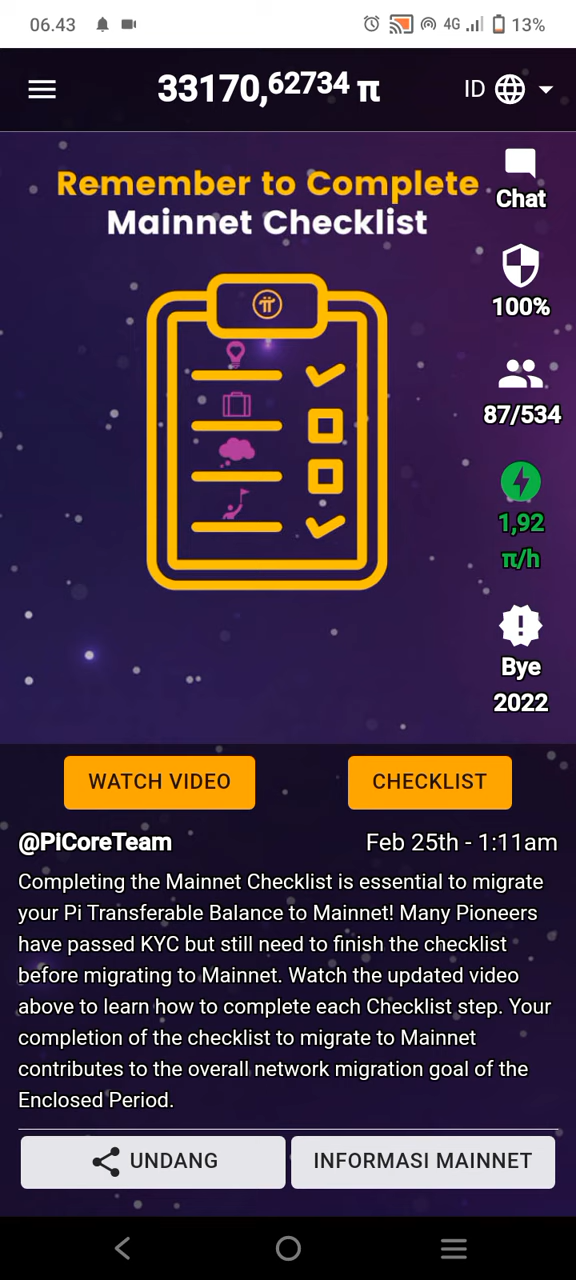 06.43 4G 13%
33170,62734 π ID
Remember to Complete
Mainnet Checklist
Chat
100%
87/534
1,92
π/h
Bye
2022
WATCH VIDEO CHECKLIST
@PiCoreTeam Feb 25th - 1:11am
Completing the Mainnet Checklist is essential to migrate
your Pi Transferable Balance to Mainnet! Many Pioneers
have passed KYC but still need to finish the checklist
before migrating to Mainnet. Watch the updated video
above to learn how to complete each Checklist step. Your
completion of the checklist to migrate to Mainnet
contributes to the overall network migration goal of the
Enclosed Period.
UNDANG INFORMASI MAINNET